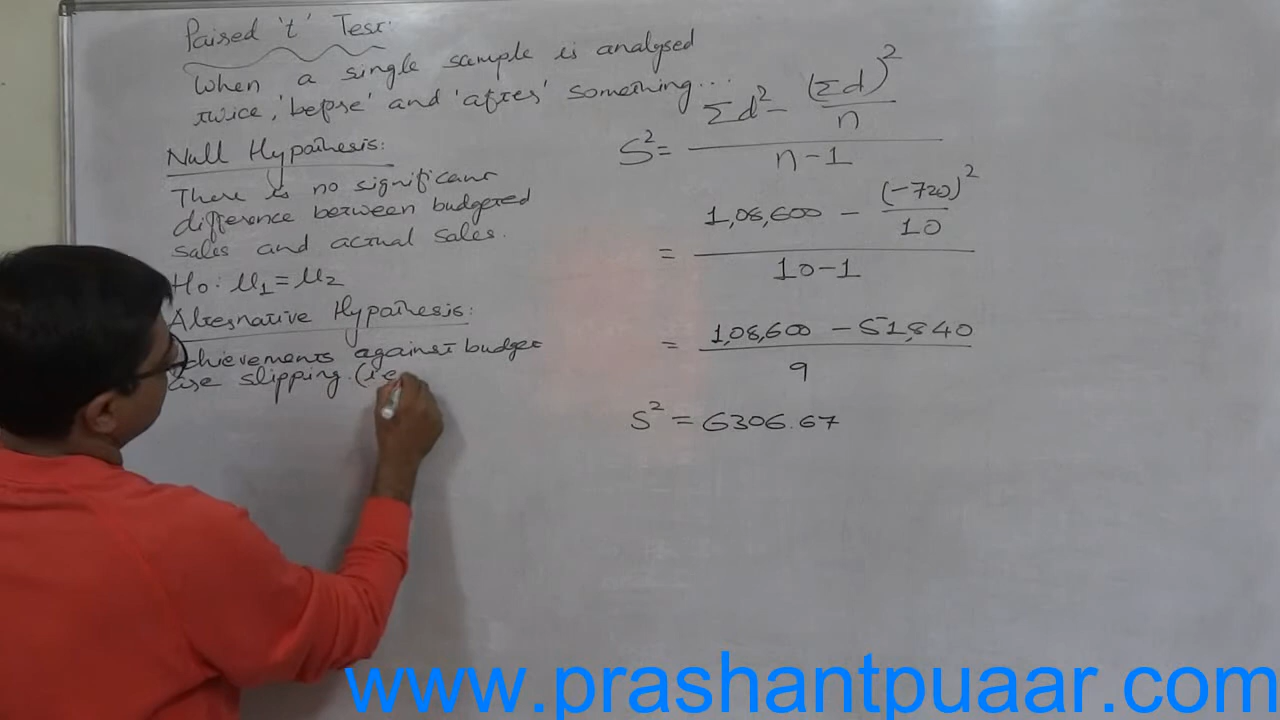 Paired 't' Test:
When a single sample is analysed
twice, 'before' and 'after' something...
Null Hypothesis:
There is no significant
difference between budgeted
sales and actual sales.
H0: μ1 = μ2
Alternative Hypothesis:
Achievements against budget
are slipping. (i.e.
S² = (Σd² - (Σd)²/n) / (n-1)
= (1,08,600 - (-720)²/10) / (10-1)
= (1,08,600 - 51,840) / 9
S² = 6306.67
www.prashantpuaar.com